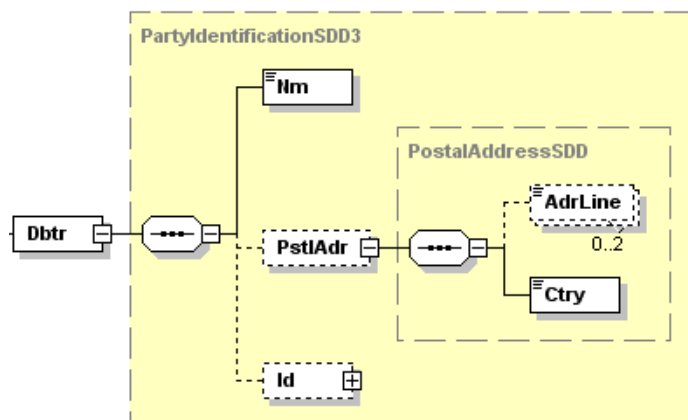 PartyIdentificationSDD3
Nm
PostalAddressSDD
AdrLine
0..2
Dbtr
PstlAdr
Ctry
Id